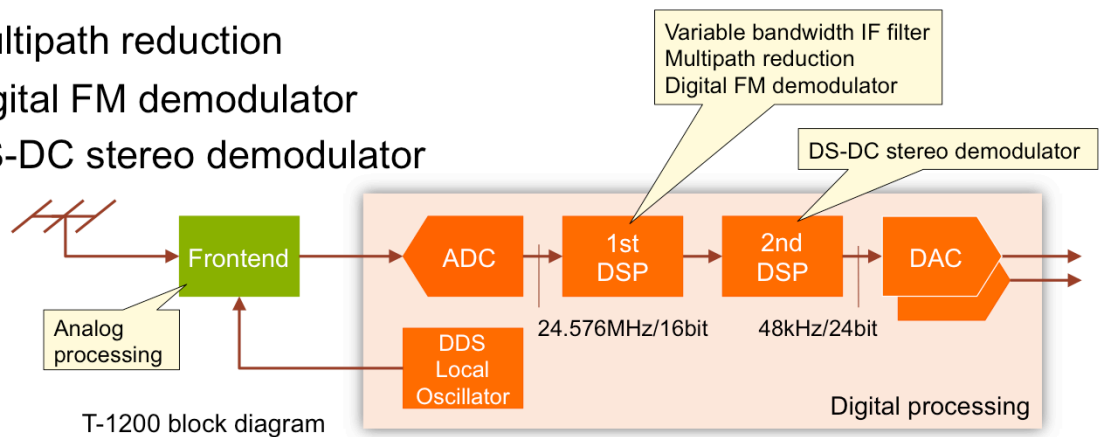 ultipath reduction
gital FM demodulator
S-DC stereo demodulator
Variable bandwidth IF filter
Multipath reduction
Digital FM demodulator
DS-DC stereo demodulator
Frontend
ADC
1st
DSP
2nd
DSP
DAC
Analog
processing
24.576MHz/16bit
48kHz/24bit
DDS
Local
Oscillator
Digital processing
T-1200 block diagram